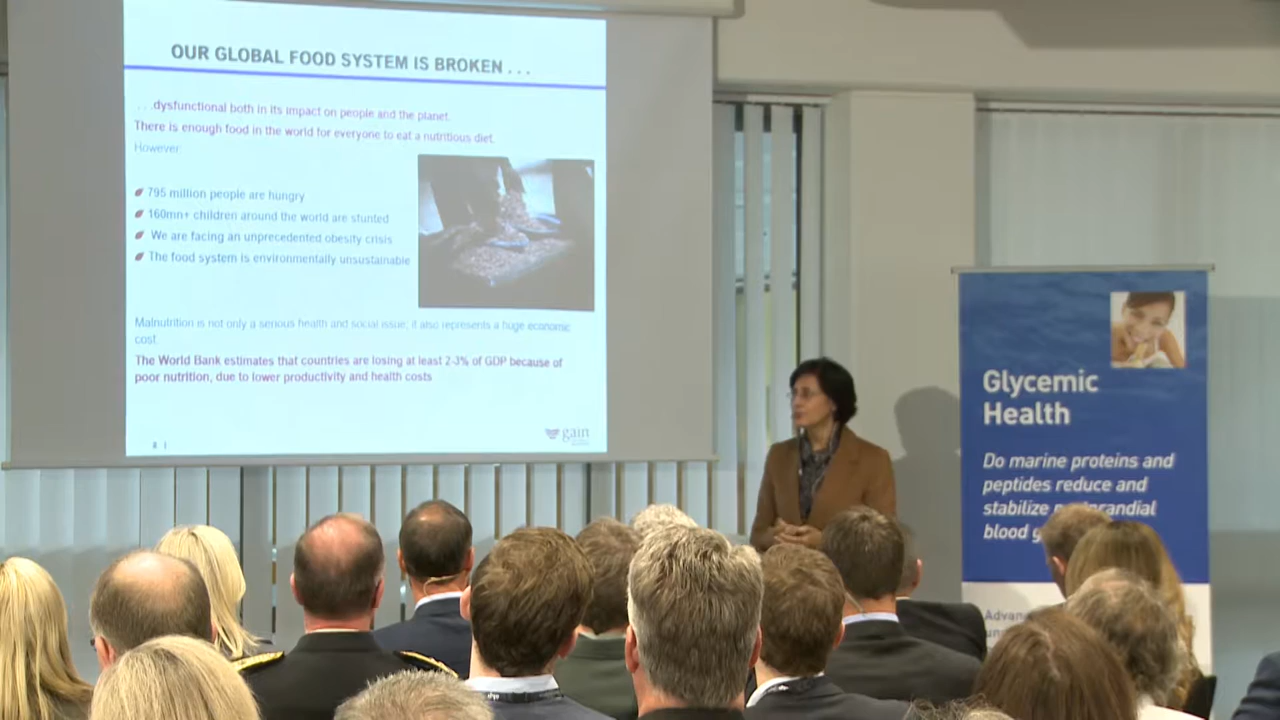 OUR GLOBAL FOOD SYSTEM IS BROKEN . . .
. . . dysfunctional both in its impact on people and the planet.
There is enough food in the world for everyone to eat a nutritious diet.
However:
795 million people are hungry
160mn+ children around the world are stunted
We are facing an unprecedented obesity crisis
The food system is environmentally unsustainable
Malnutrition is not only a serious health and social issue; it also represents a huge economic
cost.
The World Bank estimates that countries are losing at least 2-3% of GDP because of
poor nutrition, due to lower productivity and health costs
gain
Glycemic
Health
Do marine proteins and
peptides reduce and
stabilize
blood